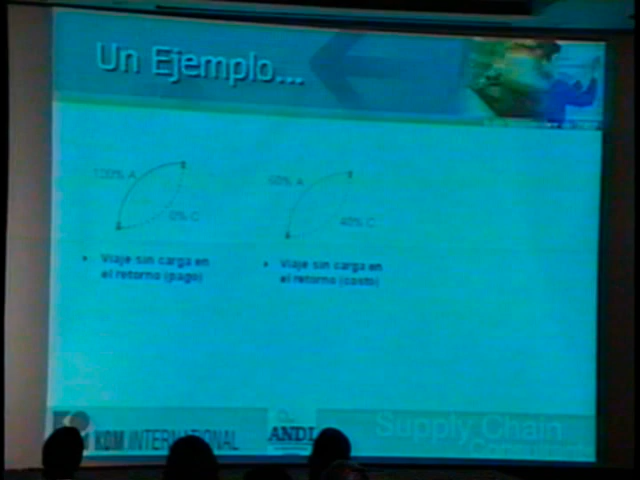 Un Ejemplo...
100% A
0% C
60% A
40% C
Viaje sin carga en
el retorno (pago)
Viaje sin carga en
el retorno (costo)
KOM INTERNATIONAL
ANDI
Supply Chain